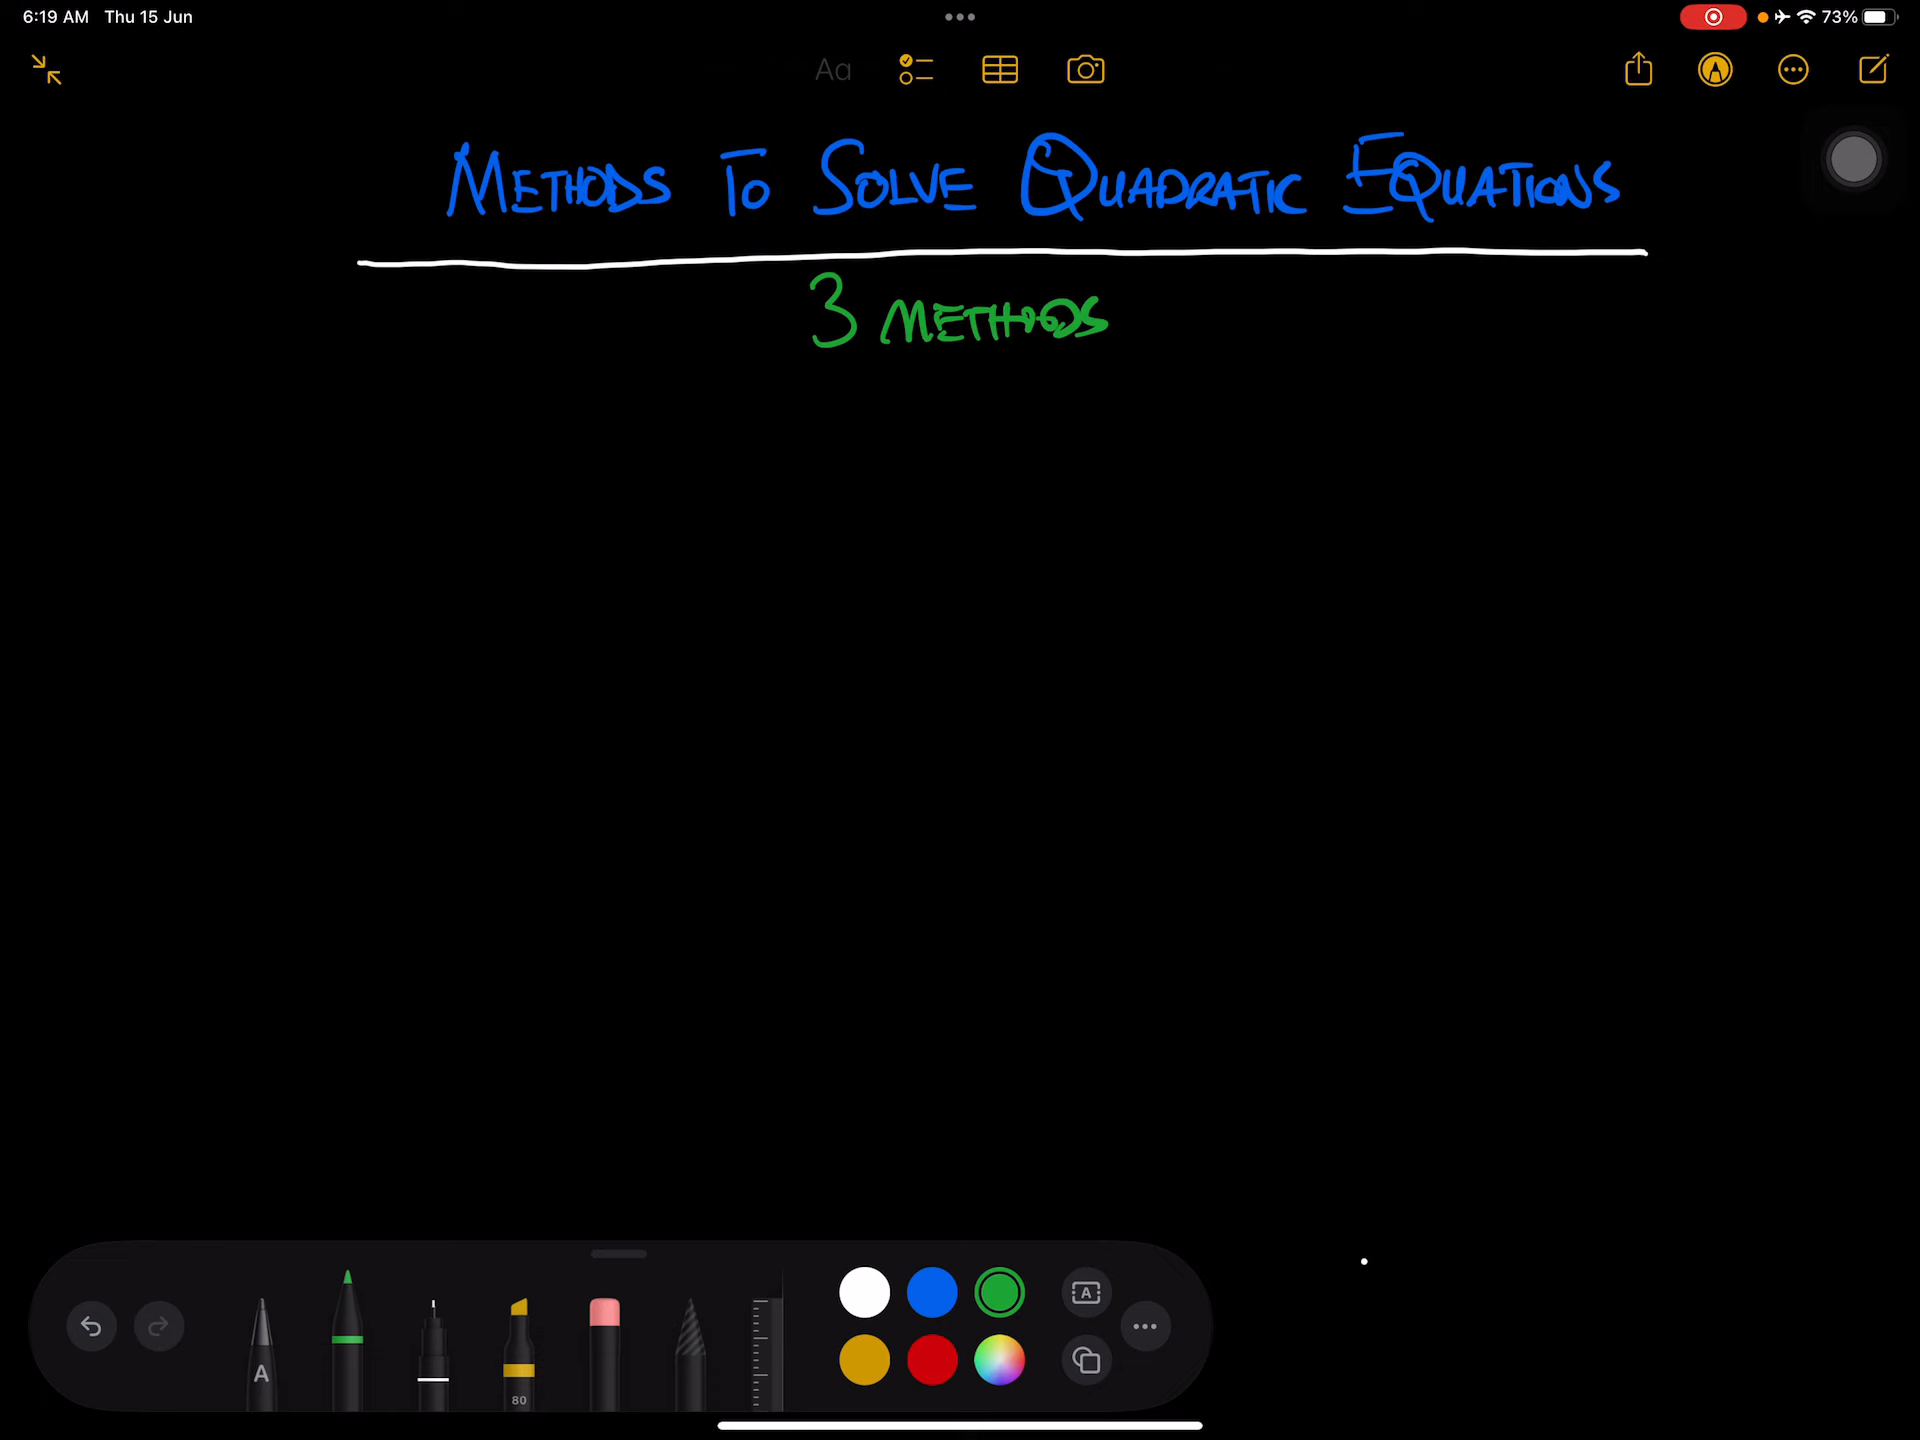 6:19 AM Thu 15 Jun
73%
Aa
METHODS TO SOLVE QUADRATIC EQUATIONS
3 METHODS
A
80
A